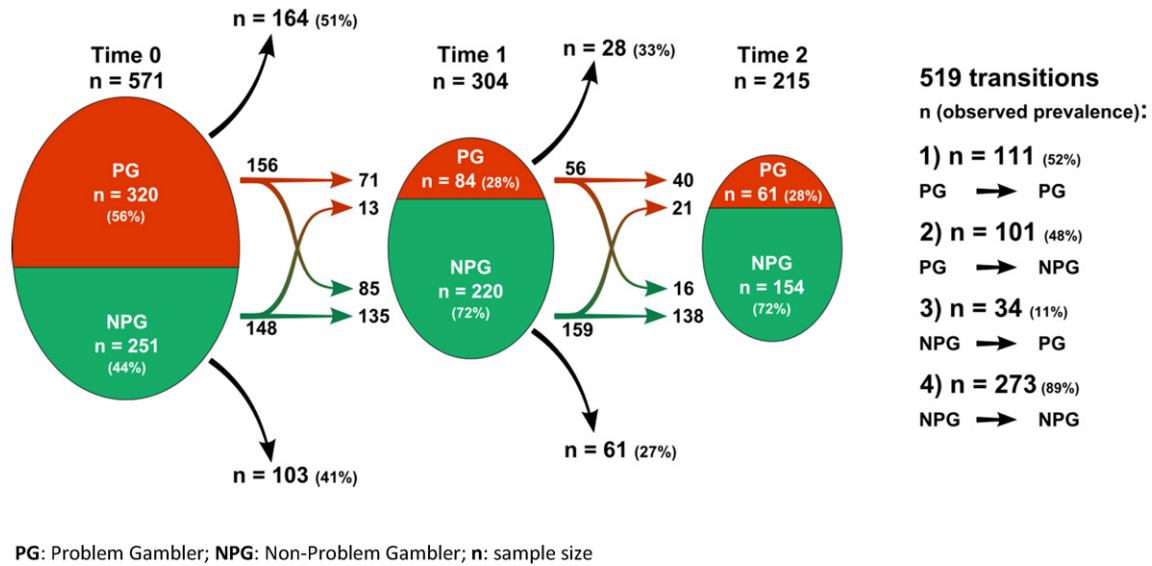 n = 164 (51%)
Time 0
n = 571
PG
n = 320
(56%)
NPG
n = 251
(44%)
n = 103 (41%)
156
71
13
85
135
148
Time 1
n = 304
n = 28 (33%)
PG
n = 84 (28%)
NPG
n = 220
(72%)
n = 61 (27%)
56
40
21
16
138
159
Time 2
n = 215
PG
n = 61 (28%)
NPG
n = 154
(72%)
519 transitions
n (observed prevalence):
1) n = 111 (52%)
PG PG
2) n = 101 (48%)
PG NPG
3) n = 34 (11%)
NPG PG
4) n = 273 (89%)
NPG NPG
PG: Problem Gambler; NPG: Non-Problem Gambler; n: sample size